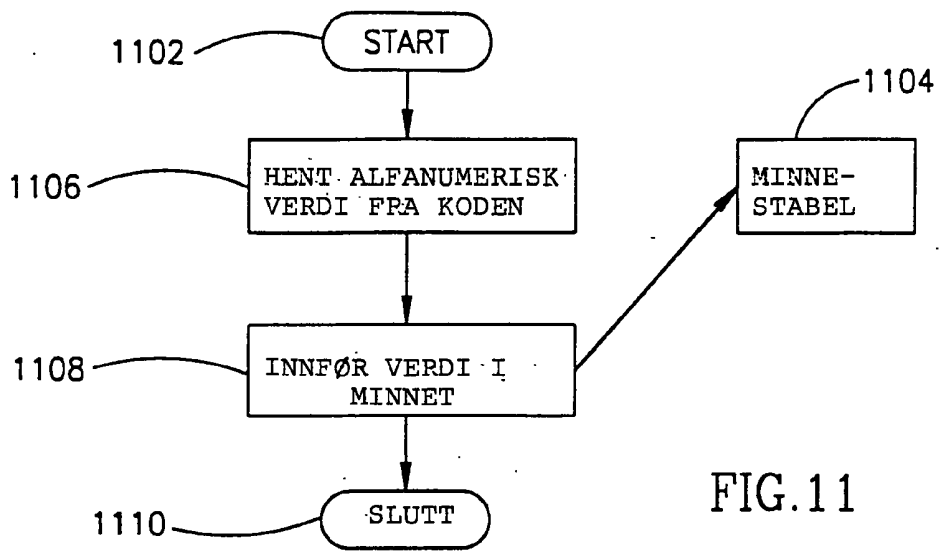 1102
START
1104
1106
HENT ALFANUMERISK
VERDI FRA KODEN
MINNE-
STABEL
1108
INNFØR VERDI I
MINNET
1110
SLUTT
FIG.11